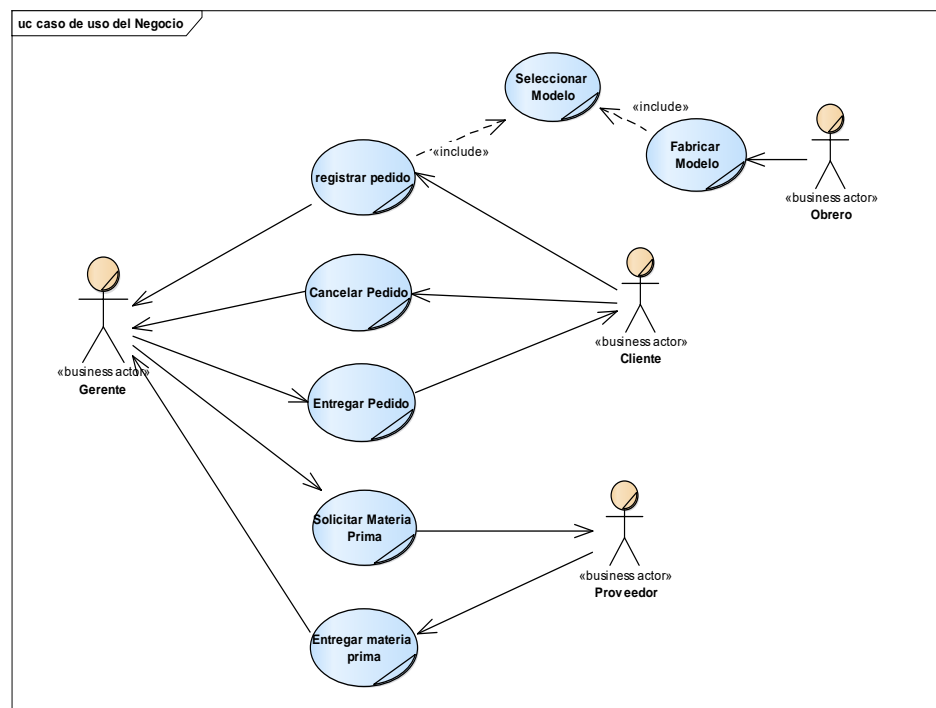 uc caso de uso del Negocio
Seleccionar
Modelo
«include»
«include»
Fabricar
Modelo
registrar pedido
«business actor»
Obrero
Cancelar Pedido
«business actor»
Cliente
«business actor»
Gerente
Entregar Pedido
Solicitar Materia
Prima
«business actor»
Proveedor
Entregar materia
prima